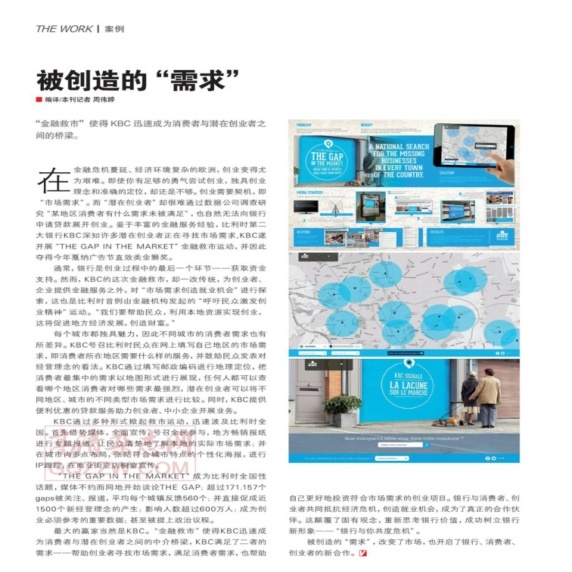 THE WORK | 案例
被创造的“需求”
■ 编译/本刊记者 周伟婷
“金融救市”使得 KBC 迅速成为消费者与潜在创业者之
间的桥梁。
在金融危机蔓延、经济环境复杂的欧洲，创业变得尤
为艰难。即使你有足够的勇气尝试创业，独具创业
理念和准确的定位，却还是不够。创业需要契机，即
“市场需求”。而“潜在创业者”却很难通过数据公司调查研
究“某地区消费者有什么需求未被满足”，也自然无法向银行
申请贷款展开创业。鉴于丰富的金融服务经验，比利时第二
大银行KBC深知许多潜在创业者正在寻找市场需求，KBC遂
开展“THE GAP IN THE MARKET”金融救市运动，并因此
夺得今年戛纳广告节直效类金狮奖。
通常，银行是创业过程中的最后一个环节——获取资金
支持。然而，KBC的这次金融救市，却一改传统，为创业者、
企业提供金融服务之外，对“市场需求创造就业机会”进行探
索，这也是比利时首例由金融机构发起的“呼吁民众激发创
业精神”运动。“我们要帮助民众，利用本地资源实现创业，
这将促进地方经济发展，创造财富。”
每个城市都独具魅力，因此不同城市的消费者需求也有
所差异。KBC号召比利时民众在网上填写自己地区的市场需
求，即消费者所在地区需要什么样的服务，并鼓励民众发表对
经营理念的看法。KBC通过填写邮政编码进行地理定位，把
消费者最集中的需求以地图形式进行展现，任何人都可以查
看哪个地区消费者对哪些需求最强烈，潜在创业者可以将不
同地区、城市的不同类型市场需求进行比较。同时，KBC提供
便利优惠的贷款服务助力创业者、中小企业开展业务。
KBC通过多种形式掀起救市运动，迅速波及比利时全
国。首先借势媒体，全面宣传，号召全民参与，地方畅销报纸
进行专题报道，让民众清楚地了解本地的实际市场需求；并
在城市内多点布局，张贴符合城市特点的个性化海报，进行
IP跟踪，在商业街空店橱窗宣传。
“THE GAP IN THE MARKET”成为比利时全国性
话题，媒体不约而同地开始谈论THE GAP：超过171,157个
gaps被关注、报道，平均每个城镇反馈560个；并直接促成近
1500个新经营理念的产生；影响人数超过600万人；成为创
业必须参考的重要数据；甚至被提上政治议程。
最大的赢家当然是KBC。“金融救市”使得KBC迅速成
为消费者与潜在创业者之间的中介桥梁，KBC满足了二者的
需求——帮助创业者寻找市场需求，满足消费者需求，也帮助
A NATIONAL SEARCH
FOR THE MISSING
BUSINESSES
IN EVERY TOWN
OF THE COUNTRY.
THE GAP
IN THE MARKET
KBC SIGNALE
LA LACUNE
SUR LE MARCHÉ
自己更好地投资符合市场需求的创业项目。银行与消费者、创
业者共同抵抗经济危机，创造就业机会，成为了真正的合作伙
伴。这颠覆了固有观念，重新思考银行价值，成功树立银行
新形象——“银行与你共度危机”。
被创造的“需求”，改变了市场，也开启了银行、消费者、
创业者的新合作。